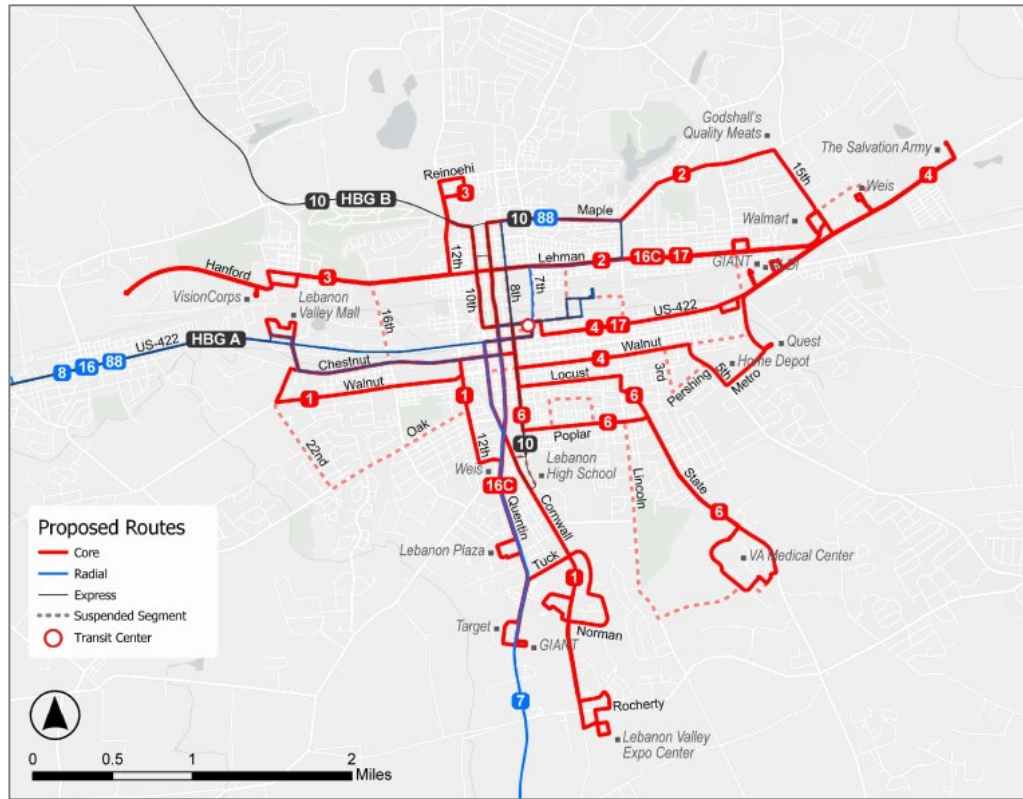 Godshall's
Quality Meats
The Salvation Army
15th
4
Reinoehl
3
2
Weis
10 HBG B
10 88
Maple
Walmart
12th
Lehman
2
16C 17
Hanford
3
GIANT
VisionCorps
Lebanon
Valley Mall
10th
8th
7th
16th
US-422
HBG A
4 17
US-422
Quest
8 16 88
Chestnut
4
Walnut
Home Depot
Walnut
1
1
Locust
3rd
Pershing
5th
Metro
6
6
Oak
6
Poplar
22nd
12th
10
Lebanon
High School
Weis
16C
Lincoln
State
Quentin
Cornwall
6
Lebanon Plaza
Tuck
VA Medical Center
1
Target
Norman
GIANT
7
Rocherty
Lebanon Valley
Expo Center
Proposed Routes
Core
Radial
Express
Suspended Segment
Transit Center
0 0.5 1 2
Miles